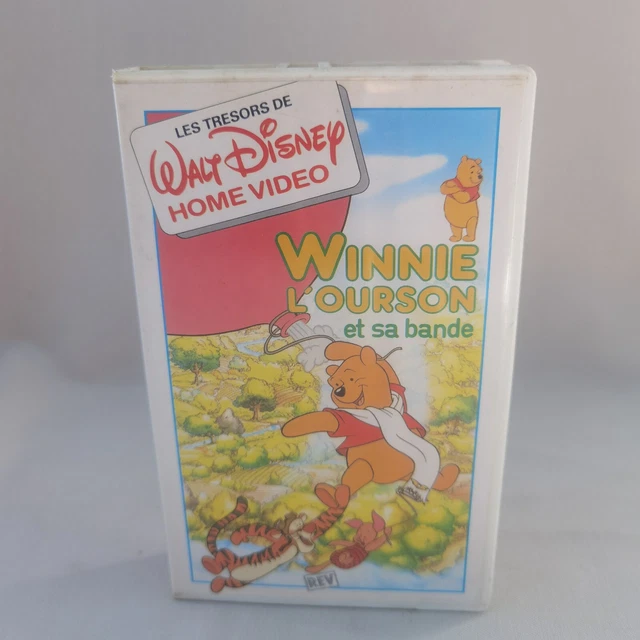 LES TRESORS DE
WALT DISNEY
HOME VIDEO
WINNIE
L'OURSON
et sa bande
REV